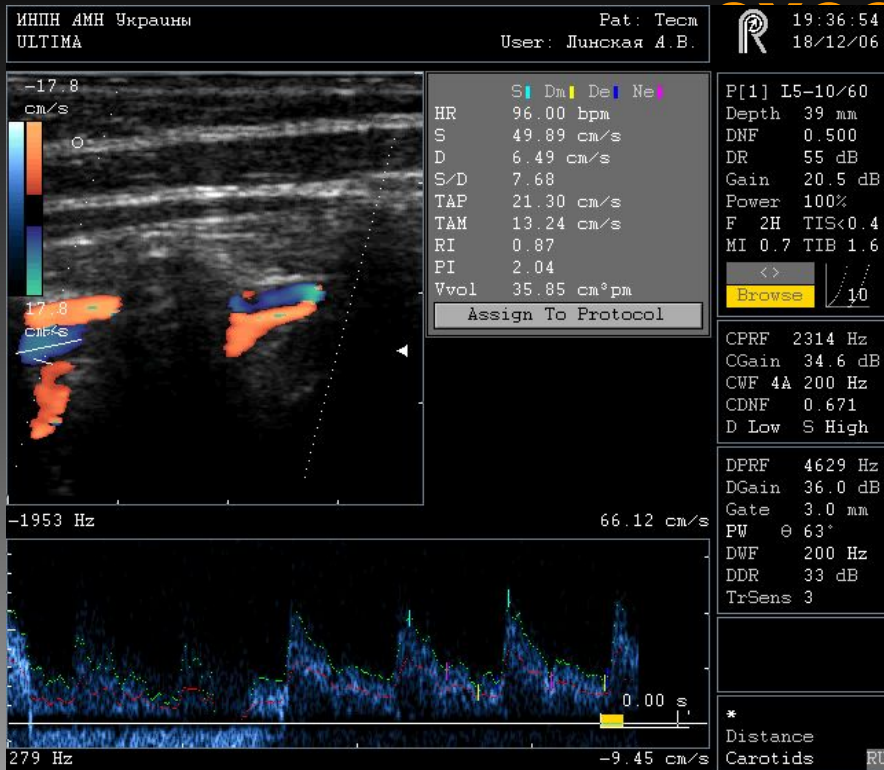 ИНПН АМН Украины
ULTIMA
Pat: Тест
User: Линская А.В.
19:36:54
18/12/06
-17.8
cm/s
17.8
cm/s
S Dm De Ne
HR 96.00 bpm
S 49.89 cm/s
D 6.49 cm/s
S/D 7.68
TAP 21.30 cm/s
TAM 13.24 cm/s
RI 0.87
PI 2.04
Vvol 35.85 cm³pm
Assign To Protocol
P[1] L5-10/60
Depth 39 mm
DNF 0.500
DR 55 dB
Gain 20.5 dB
Power 100%
F 2H TIS<0.4
MI 0.7 TIB 1.6
<>
Browse 10
CPRF 2314 Hz
CGain 34.6 dB
CWF 4A 200 Hz
CDNF 0.671
D Low S High
DPRF 4629 Hz
DGain 36.0 dB
Gate 3.0 mm
PW θ 63°
DWF 200 Hz
DDR 33 dB
TrSens 3
-1953 Hz 66.12 cm/s
0.00 s
279 Hz -9.45 cm/s
*
Distance
Carotids RU